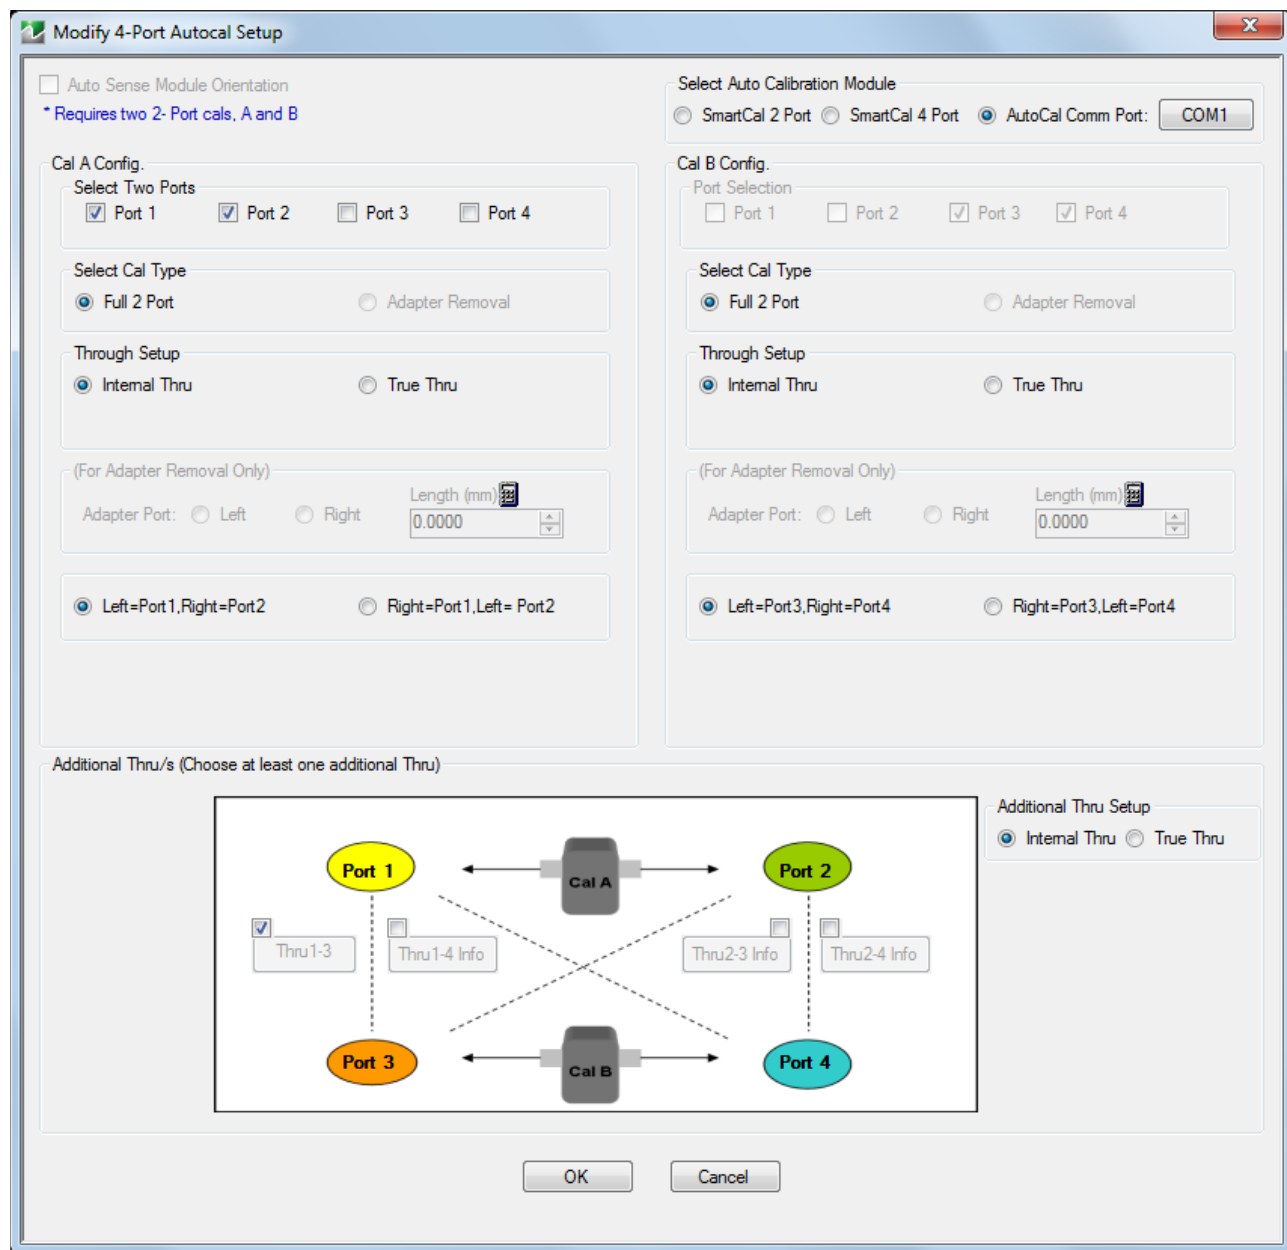 Modify 4-Port Autocal Setup
Auto Sense Module Orientation
* Requires two 2- Port cals, A and B
Select Auto Calibration Module
SmartCal 2 Port SmartCal 4 Port AutoCal Comm Port: COM1
Cal A Config.
Select Two Ports
Port 1 Port 2 Port 3 Port 4
Select Cal Type
Full 2 Port Adapter Removal
Through Setup
Internal Thru True Thru
(For Adapter Removal Only)
Length (mm)
Adapter Port: Left Right 0.0000
Left=Port1,Right=Port2 Right=Port1,Left= Port2
Cal B Config.
Port Selection
Port 1 Port 2 Port 3 Port 4
Select Cal Type
Full 2 Port Adapter Removal
Through Setup
Internal Thru True Thru
(For Adapter Removal Only)
Length (mm)
Adapter Port: Left Right 0.0000
Left=Port3,Right=Port4 Right=Port3,Left=Port4
Additional Thru/s (Choose at least one additional Thru)
Additional Thru Setup
Internal Thru True Thru
Port 1 Cal A Port 2
Thru1-3 Thru1-4 Info Thru2-3 Info Thru2-4 Info
Port 3 Cal B Port 4
OK Cancel